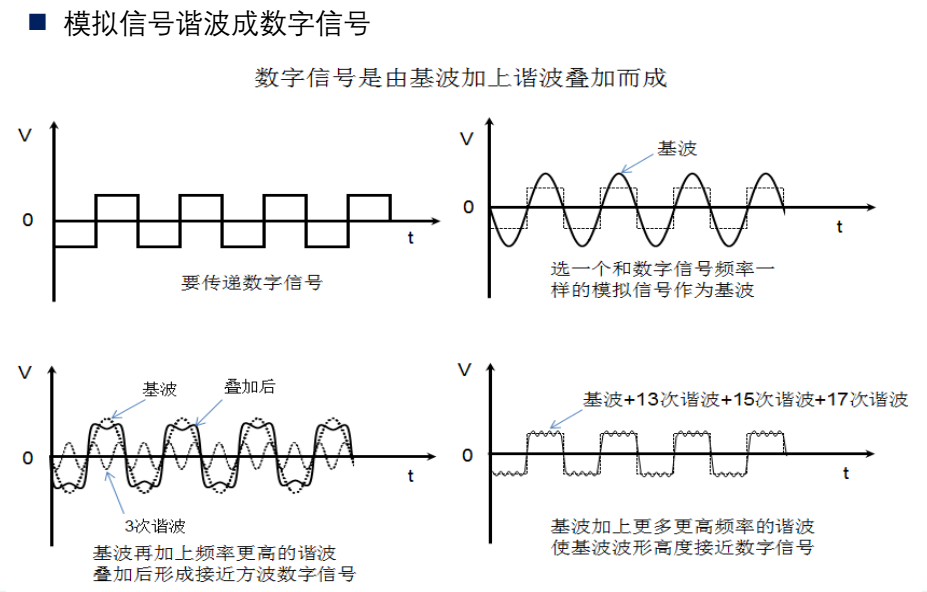 模拟信号谐波成数字信号
数字信号是由基波加上谐波叠加而成
V
0
t
要传递数字信号
V
基波
0
t
选一个和数字信号频率一
样的模拟信号作为基波
V
基波
叠加后
0
t
3次谐波
基波再加上频率更高的谐波
叠加后形成接近方波数字信号
V
基波+13次谐波+15次谐波+17次谐波
0
t
基波加上更多更高频率的谐波
使基波波形高度接近数字信号